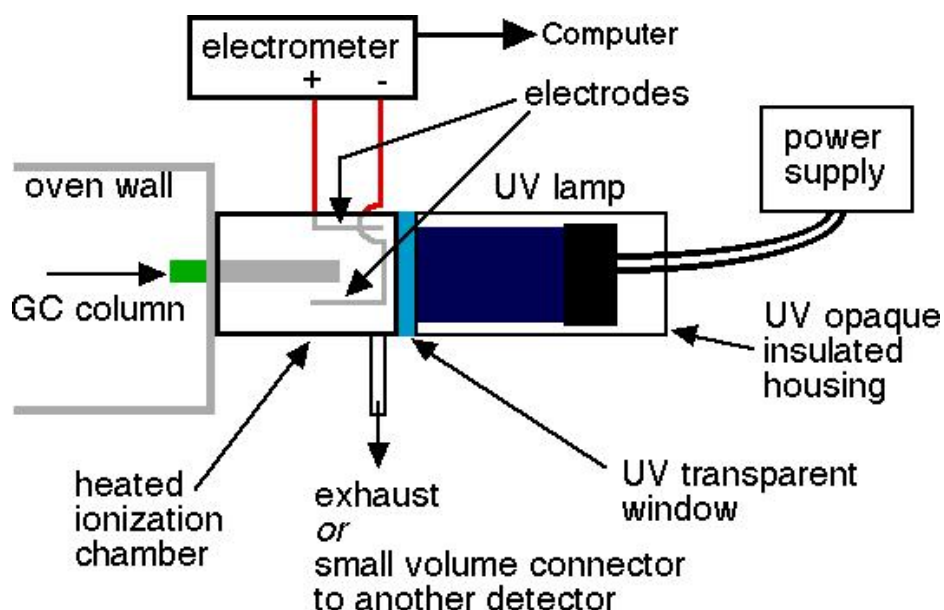 electrometer
+ -
Computer
electrodes
power
supply
oven wall
UV lamp
GC column
UV opaque
insulated
housing
heated
ionization
chamber
exhaust
or
small volume connector
to another detector
UV transparent
window